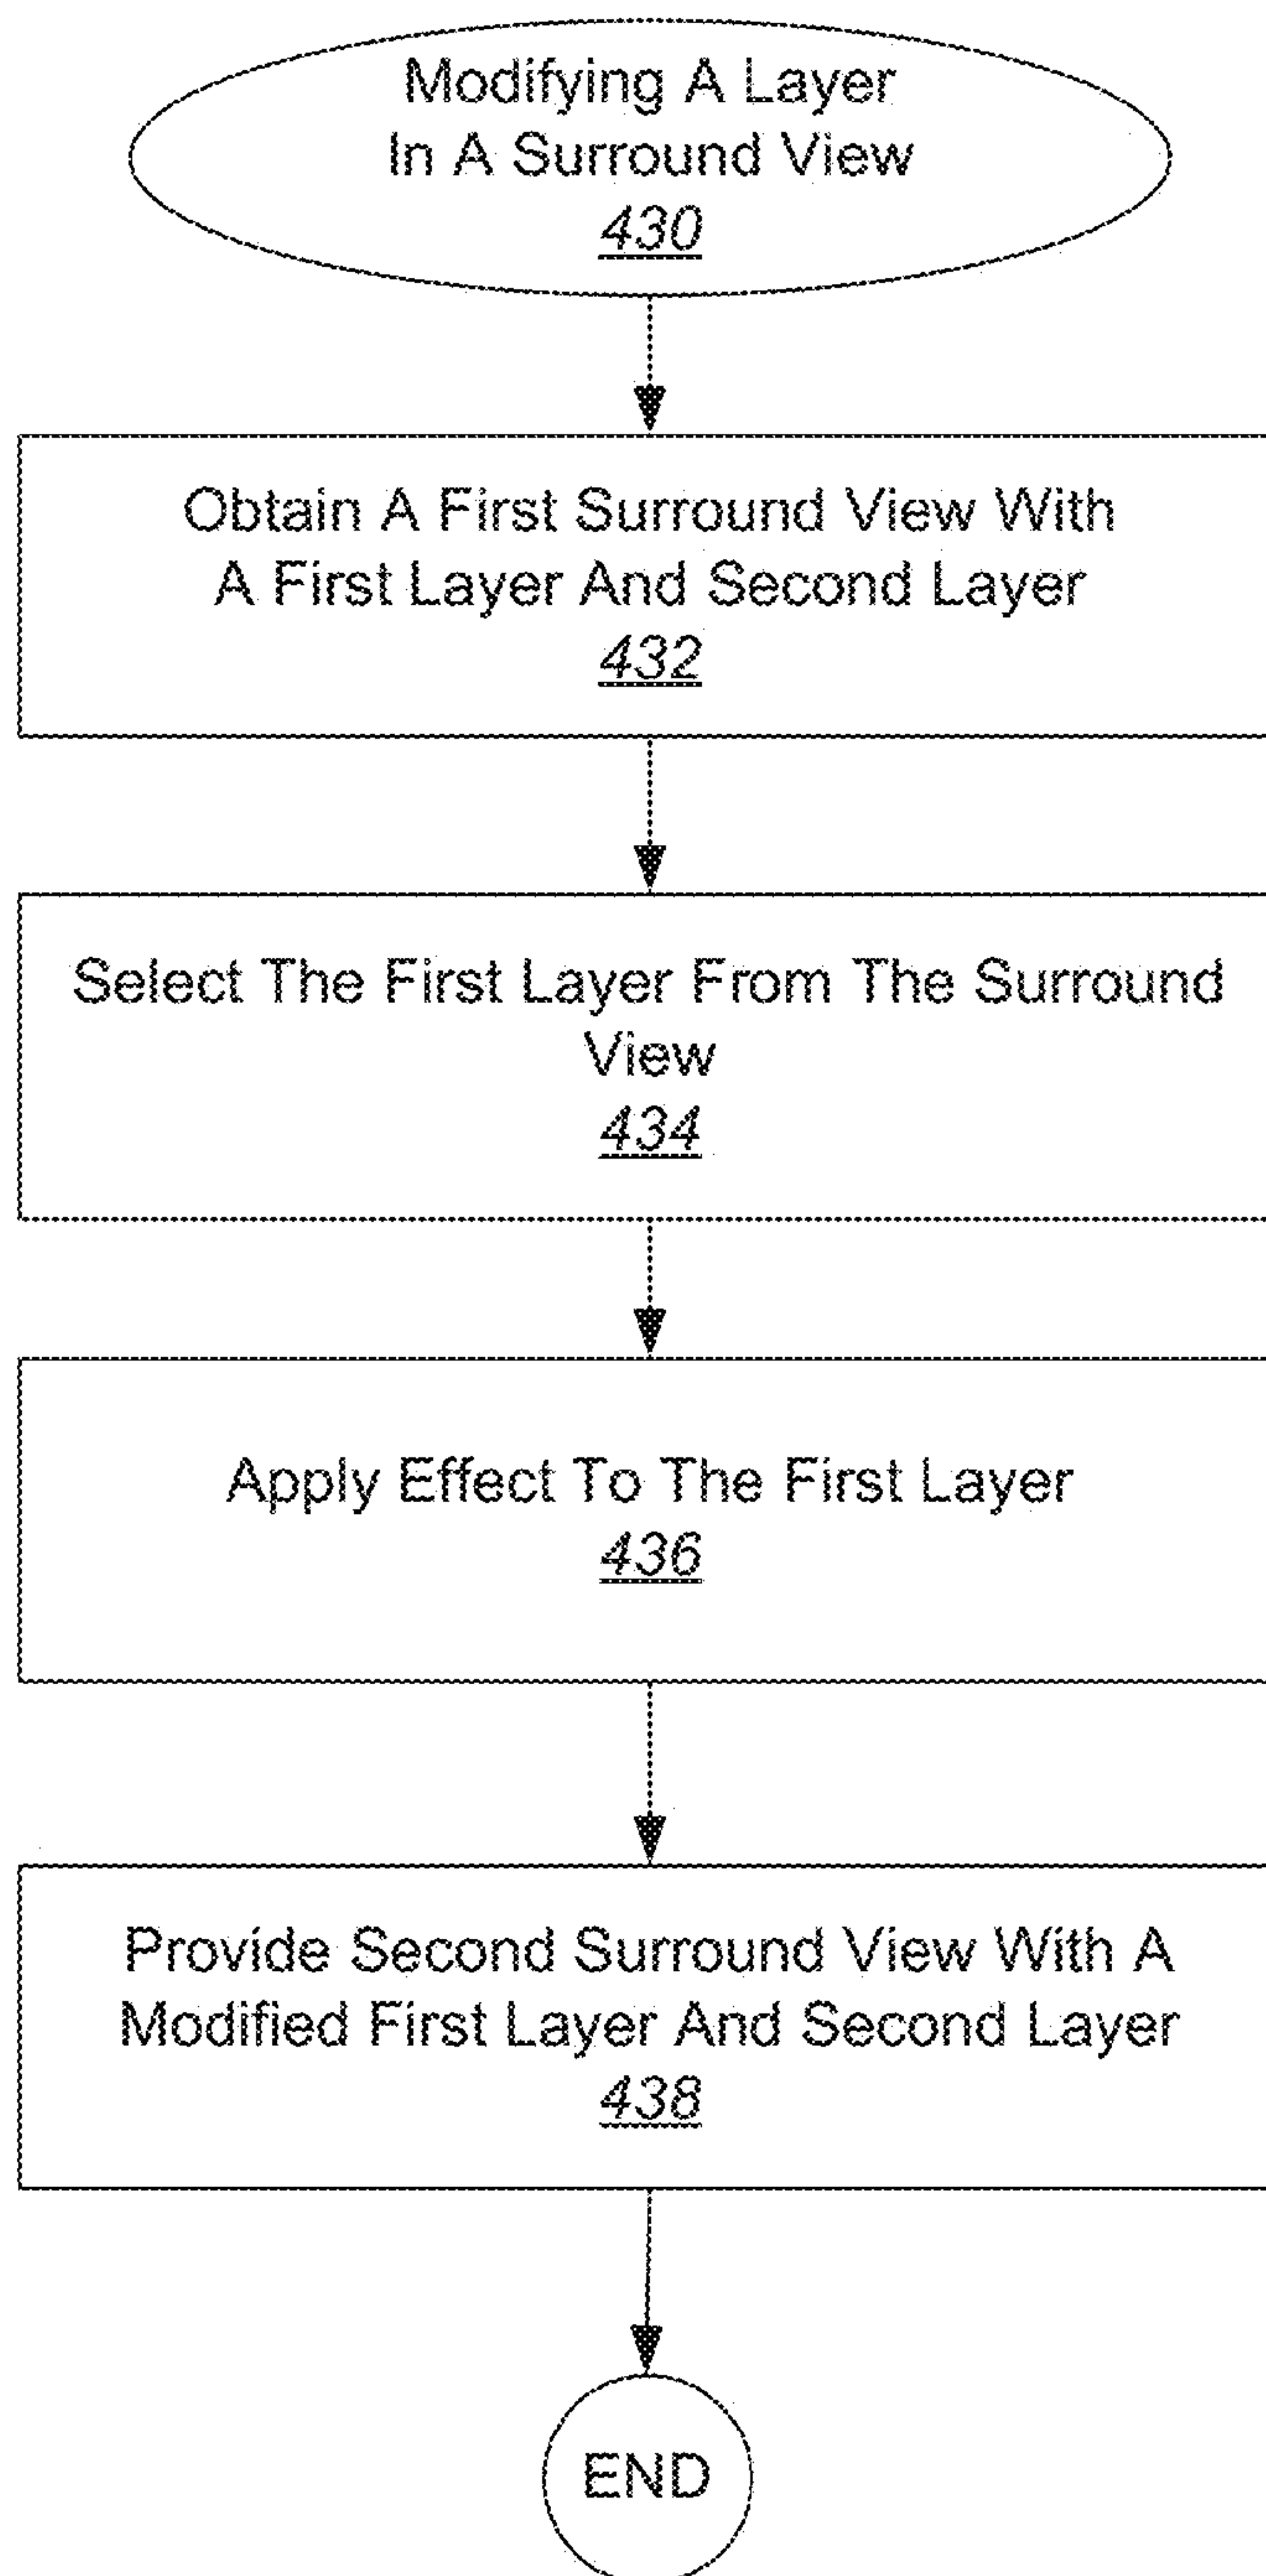 Modifying A Layer
In A Surround View
430
Obtain A First Surround View With
A First Layer And Second Layer
432
Select The First Layer From The Surround
View
434
Apply Effect To The First Layer
436
Provide Second Surround View With A
Modified First Layer And Second Layer
438
END